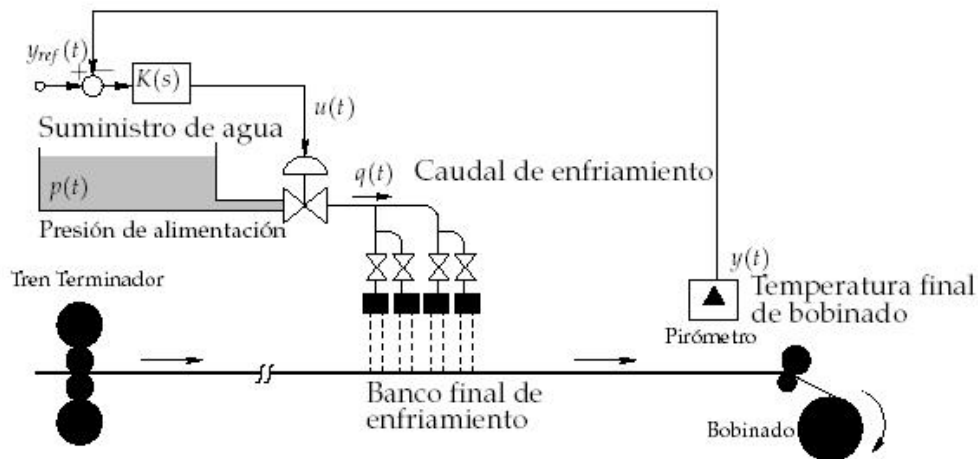 y_ref(t)
+
−
K(s)
u(t)
Suministro de agua
p(t)
q(t)
Caudal de enfriamiento
Presión de alimentación
Tren Terminador
y(t)
Temperatura final
de bobinado
Pirómetro
Banco final de
enfriamiento
Bobinado